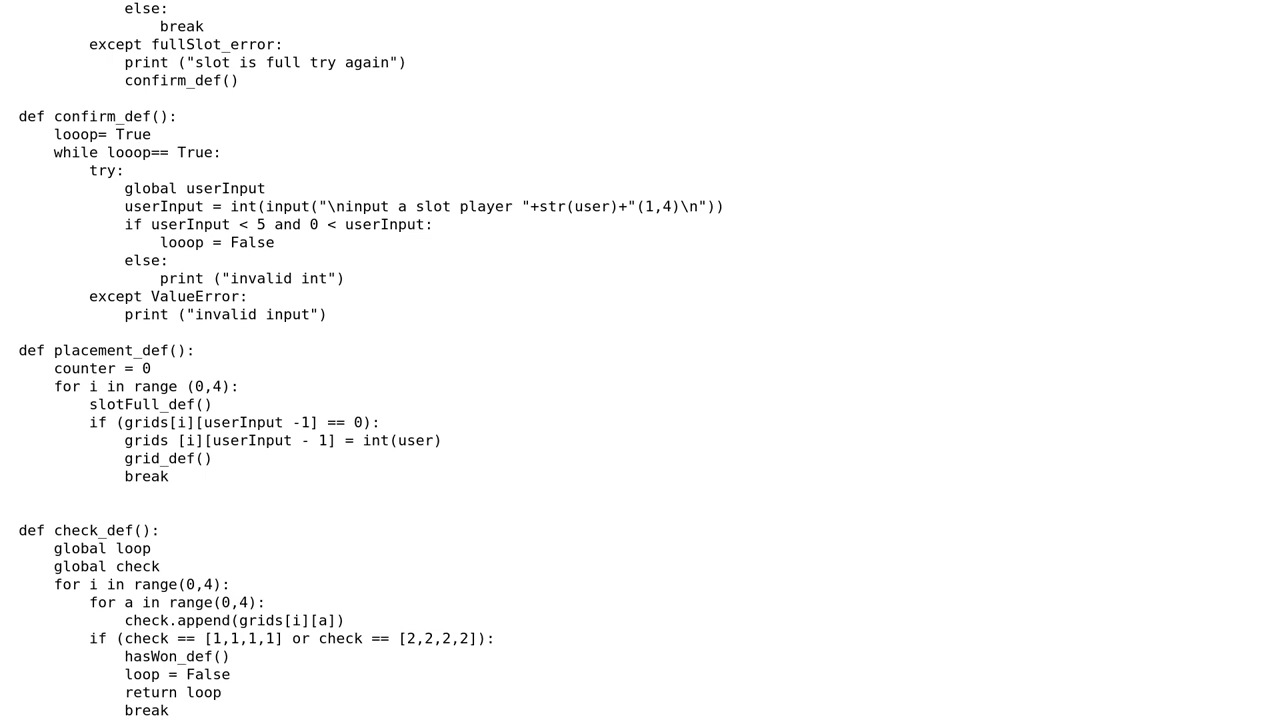 else:
                break
        except fullSlot_error:
            print ("slot is full try again")
            confirm_def()

def confirm_def():
    looop= True
    while looop== True:
        try:
            global userInput
            userInput = int(input("\ninput a slot player "+str(user)+"(1,4)\n"))
            if userInput < 5 and 0 < userInput:
                looop = False
            else:
                print ("invalid int")
        except ValueError:
            print ("invalid input")

def placement_def():
    counter = 0
    for i in range (0,4):
        slotFull_def()
        if (grids[i][userInput -1] == 0):
            grids [i][userInput - 1] = int(user)
            grid_def()
            break


def check_def():
    global loop
    global check
    for i in range(0,4):
        for a in range(0,4):
            check.append(grids[i][a])
        if (check == [1,1,1,1] or check == [2,2,2,2]):
            hasWon_def()
            loop = False
            return loop
            break